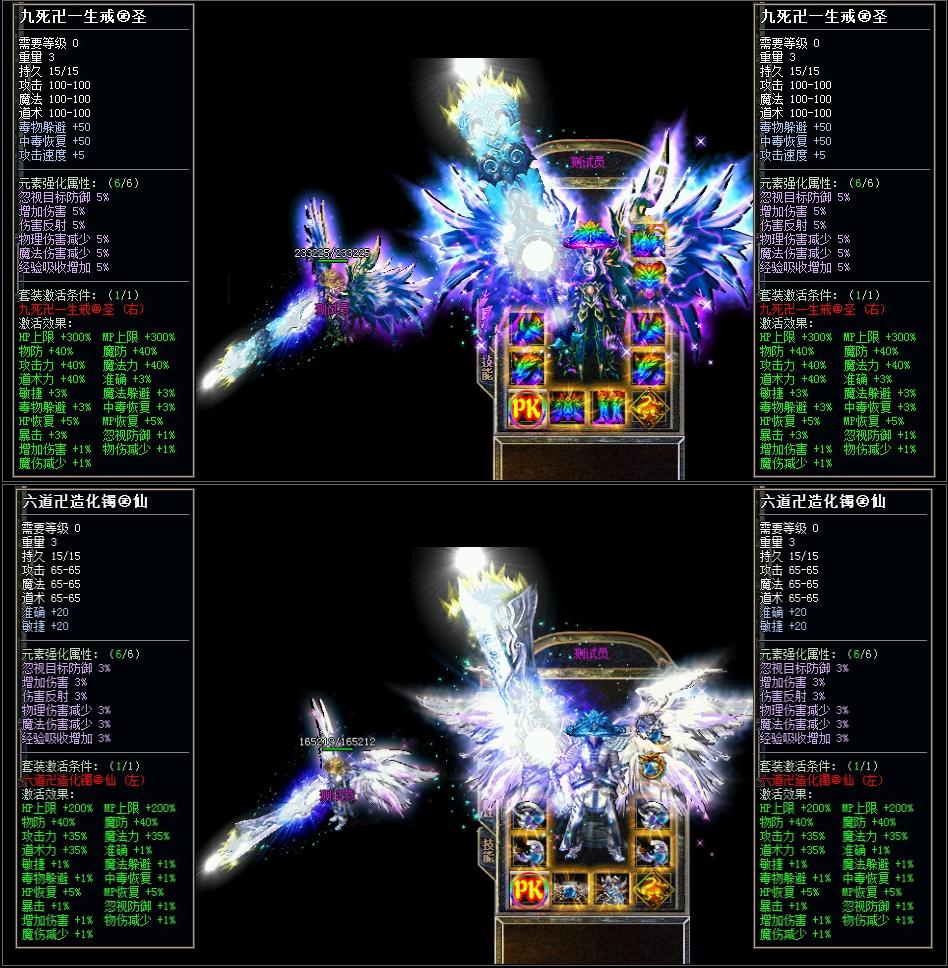 九死卍一生戒㊣圣
需要等级 0
重量 3
持久 15/15
攻击 100-100
魔法 100-100
道术 100-100
毒物躲避 +50
中毒恢复 +50
攻击速度 +5
元素强化属性: (6/6)
忽视目标防御 5%
增加伤害 5%
伤害反射 5%
物理伤害减少 5%
魔法伤害减少 5%
经验吸收增加 5%
套装激活条件: (1/1)
九死卍一生戒㊣圣 (右)
激活效果:
HP上限 +300% MP上限 +300%
物防 +40% 魔防 +40%
攻击力 +40% 魔法力 +40%
道术力 +40% 准确 +3%
敏捷 +3% 魔法躲避 +3%
毒物躲避 +3% 中毒恢复 +3%
HP恢复 +5% MP恢复 +5%
暴击 +3% 忽视防御 +1%
增加伤害 +1% 物伤减少 +1%
魔伤减少 +1%
233225/233225
测试员
测试员
技能
PK
九死卍一生戒㊣圣
需要等级 0
重量 3
持久 15/15
攻击 100-100
魔法 100-100
道术 100-100
毒物躲避 +50
中毒恢复 +50
攻击速度 +5
元素强化属性: (6/6)
忽视目标防御 5%
增加伤害 5%
伤害反射 5%
物理伤害减少 5%
魔法伤害减少 5%
经验吸收增加 5%
套装激活条件: (1/1)
九死卍一生戒㊣圣 (右)
激活效果:
HP上限 +300% MP上限 +300%
物防 +40% 魔防 +40%
攻击力 +40% 魔法力 +40%
道术力 +40% 准确 +3%
敏捷 +3% 魔法躲避 +3%
毒物躲避 +3% 中毒恢复 +3%
HP恢复 +5% MP恢复 +5%
暴击 +3% 忽视防御 +1%
增加伤害 +1% 物伤减少 +1%
魔伤减少 +1%
六道卍造化镯㊣仙
需要等级 0
重量 3
持久 15/15
攻击 65-65
魔法 65-65
道术 65-65
准确 +20
敏捷 +20
元素强化属性: (6/6)
忽视目标防御 3%
增加伤害 3%
伤害反射 3%
物理伤害减少 3%
魔法伤害减少 3%
经验吸收增加 3%
套装激活条件: (1/1)
六道卍造化镯㊣仙 (左)
激活效果:
HP上限 +200% MP上限 +200%
物防 +40% 魔防 +40%
攻击力 +35% 魔法力 +35%
道术力 +35% 准确 +1%
敏捷 +1% 魔法躲避 +1%
毒物躲避 +1% 中毒恢复 +1%
HP恢复 +5% MP恢复 +5%
暴击 +1% 忽视防御 +1%
增加伤害 +1% 物伤减少 +1%
魔伤减少 +1%
165212/165212
测试员
测试员
技能
PK
六道卍造化镯㊣仙
需要等级 0
重量 3
持久 15/15
攻击 65-65
魔法 65-65
道术 65-65
准确 +20
敏捷 +20
元素强化属性: (6/6)
忽视目标防御 3%
增加伤害 3%
伤害反射 3%
物理伤害减少 3%
魔法伤害减少 3%
经验吸收增加 3%
套装激活条件: (1/1)
六道卍造化镯㊣仙 (左)
激活效果:
HP上限 +200% MP上限 +200%
物防 +40% 魔防 +40%
攻击力 +35% 魔法力 +35%
道术力 +35% 准确 +1%
敏捷 +1% 魔法躲避 +1%
毒物躲避 +1% 中毒恢复 +1%
HP恢复 +5% MP恢复 +5%
暴击 +1% 忽视防御 +1%
增加伤害 +1% 物伤减少 +1%
魔伤减少 +1%